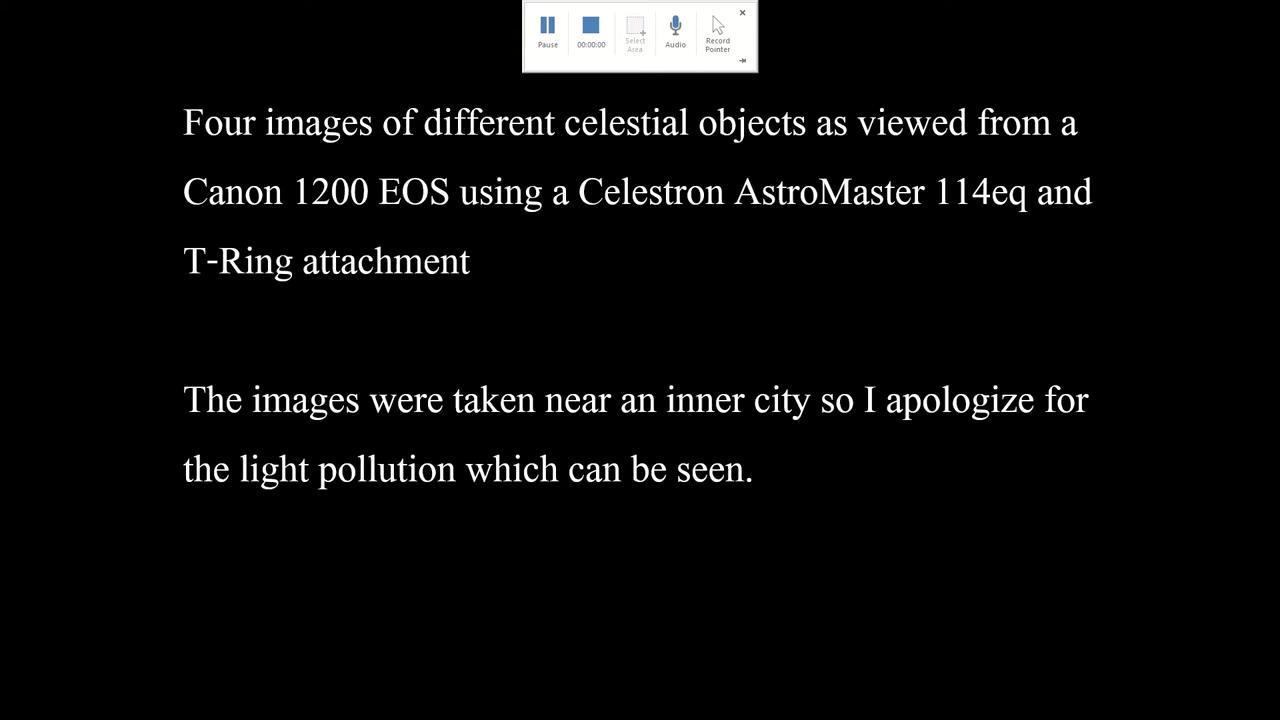 Pause
00:00:00
Select
Area
Audio
Record
Pointer
Four images of different celestial objects as viewed from a
Canon 1200 EOS using a Celestron AstroMaster 114eq and
T-Ring attachment
The images were taken near an inner city so I apologize for
the light pollution which can be seen.